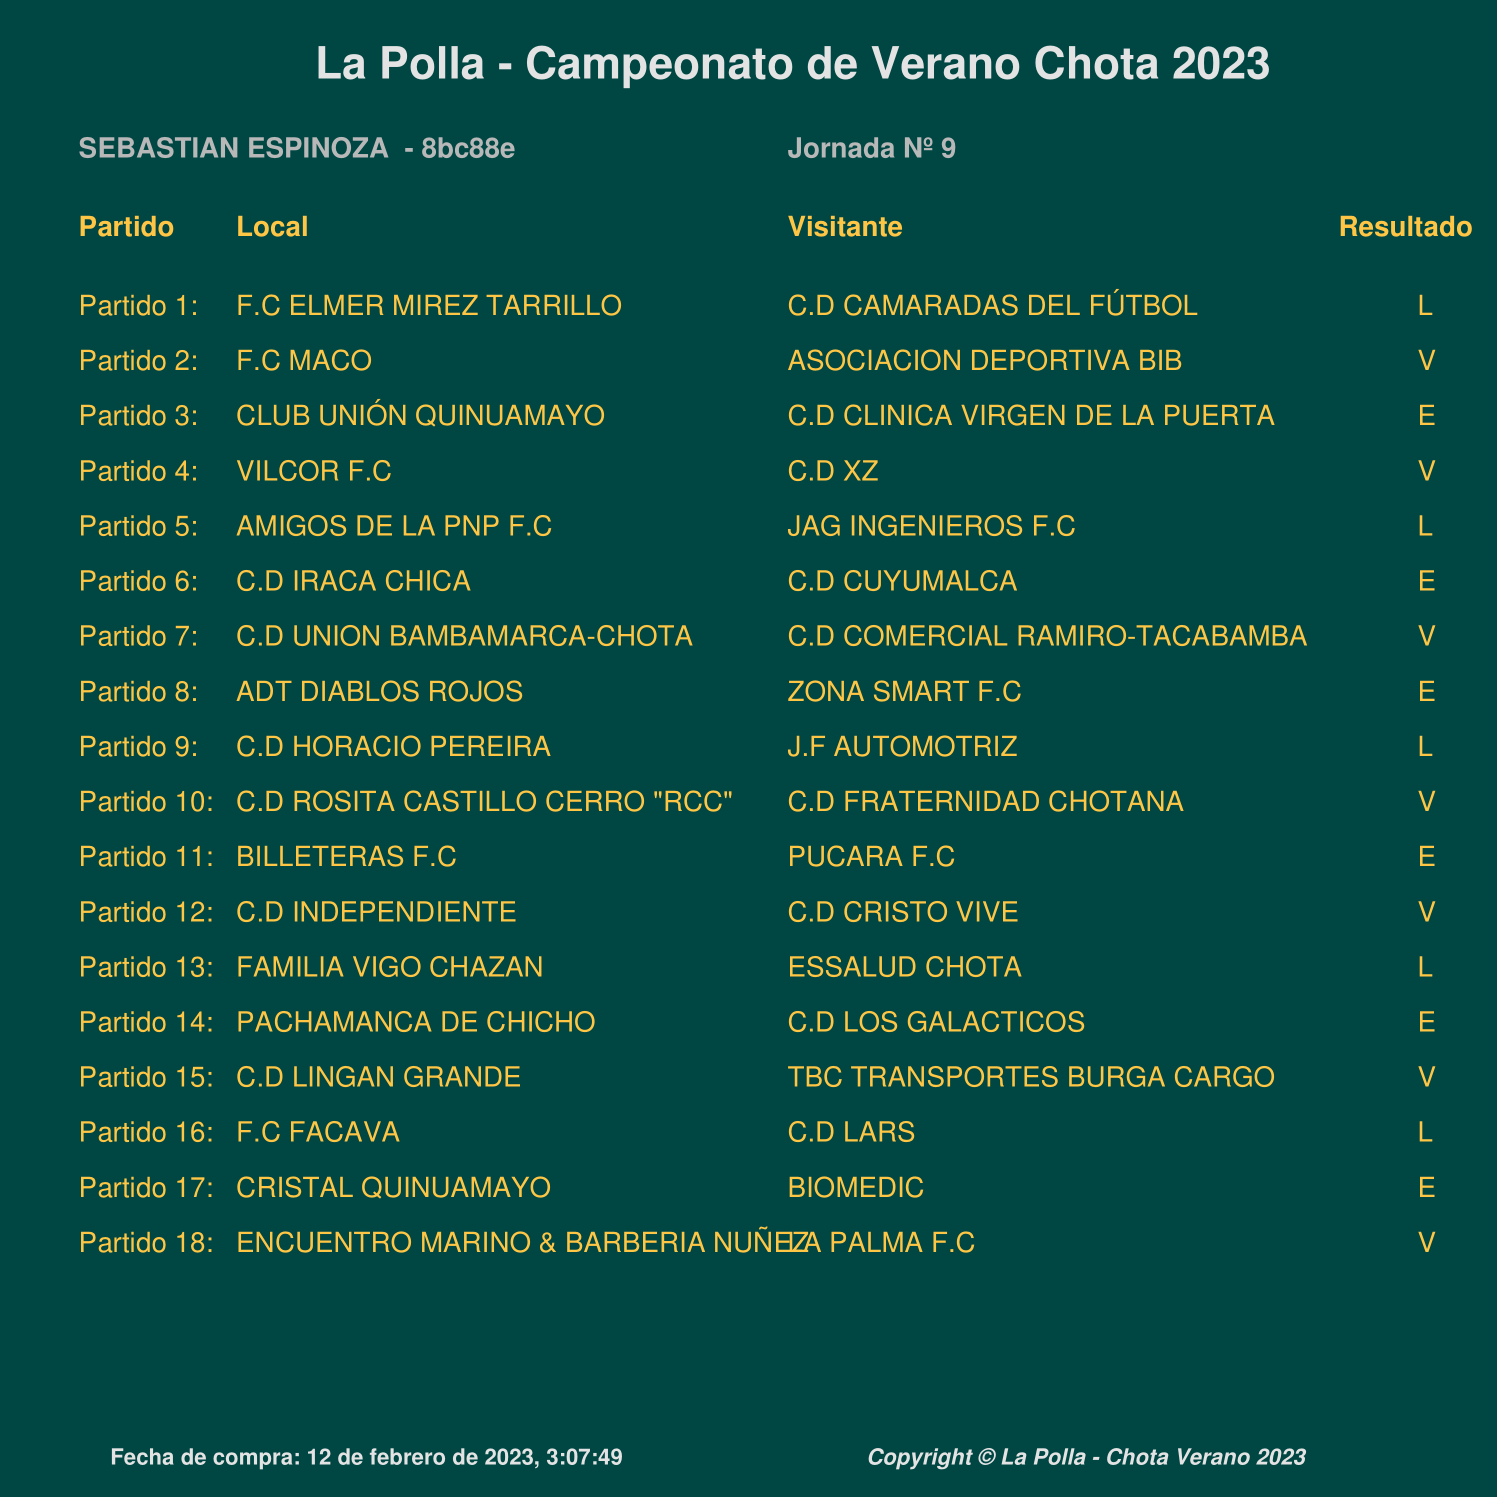 La Polla - Campeonato de Verano Chota 2023
SEBASTIAN ESPINOZA - 8bc88e Jornada Nº 9
Partido Local Visitante Resultado
Partido 1: F.C ELMER MIREZ TARRILLO C.D CAMARADAS DEL FÚTBOL L
Partido 2: F.C MACO ASOCIACION DEPORTIVA BIB V
Partido 3: CLUB UNIÓN QUINUAMAYO C.D CLINICA VIRGEN DE LA PUERTA E
Partido 4: VILCOR F.C C.D XZ V
Partido 5: AMIGOS DE LA PNP F.C JAG INGENIEROS F.C L
Partido 6: C.D IRACA CHICA C.D CUYUMALCA E
Partido 7: C.D UNION BAMBAMARCA-CHOTA C.D COMERCIAL RAMIRO-TACABAMBA V
Partido 8: ADT DIABLOS ROJOS ZONA SMART F.C E
Partido 9: C.D HORACIO PEREIRA J.F AUTOMOTRIZ L
Partido 10: C.D ROSITA CASTILLO CERRO "RCC" C.D FRATERNIDAD CHOTANA V
Partido 11: BILLETERAS F.C PUCARA F.C E
Partido 12: C.D INDEPENDIENTE C.D CRISTO VIVE V
Partido 13: FAMILIA VIGO CHAZAN ESSALUD CHOTA L
Partido 14: PACHAMANCA DE CHICHO C.D LOS GALACTICOS E
Partido 15: C.D LINGAN GRANDE TBC TRANSPORTES BURGA CARGO V
Partido 16: F.C FACAVA C.D LARS L
Partido 17: CRISTAL QUINUAMAYO BIOMEDIC E
Partido 18: ENCUENTRO MARINO & BARBERIA NUÑEZ LA PALMA F.C V
Fecha de compra: 12 de febrero de 2023, 3:07:49 Copyright © La Polla - Chota Verano 2023